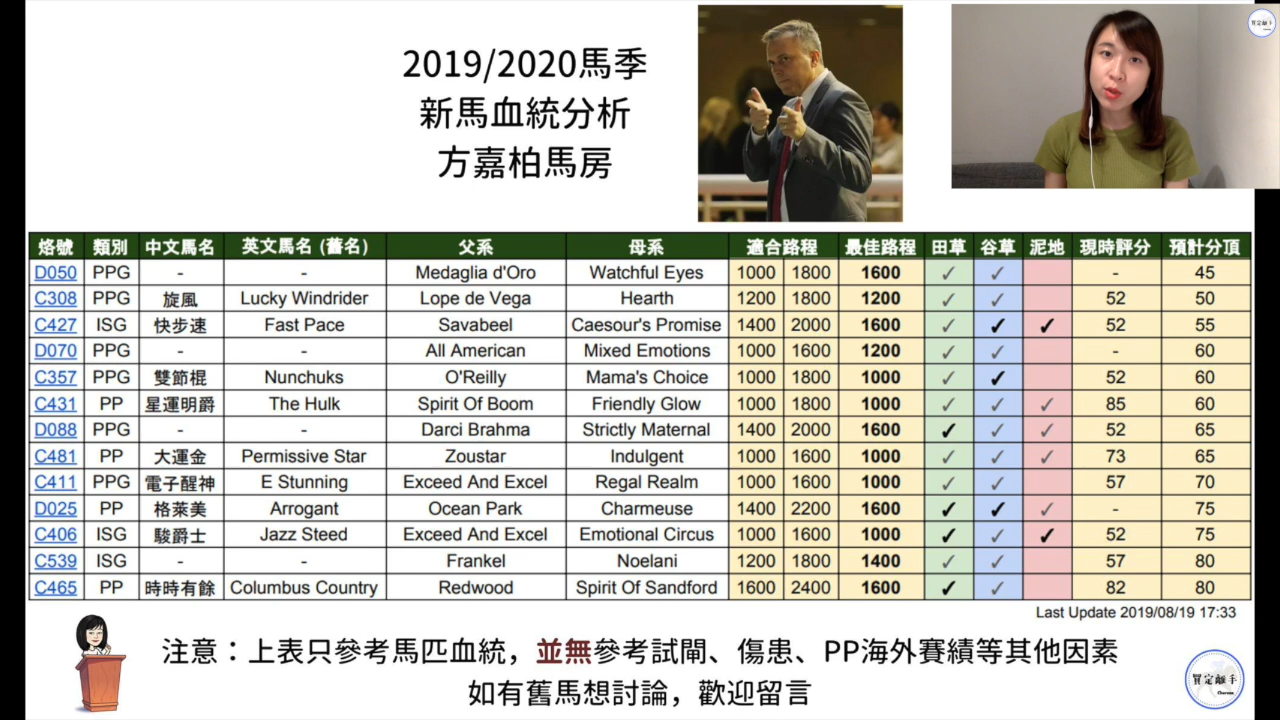 2019/2020馬季
新馬血統分析
方嘉柏馬房
買定離手
烙號 類別 中文馬名 英文馬名 (舊名) 父系 母系 適合路程 最佳路程 田草 谷草 泥地 現時評分 預計分頂
D050 PPG - - Medaglia d'Oro Watchful Eyes 1000 1800 1600 ✓ ✓ - 45
C308 PPG 旋風 Lucky Windrider Lope de Vega Hearth 1200 1800 1200 ✓ ✓ 52 50
C427 ISG 快步速 Fast Pace Savabeel Caesour's Promise 1400 2000 1600 ✓ ✓ ✓ 52 55
D070 PPG - - All American Mixed Emotions 1000 1600 1200 ✓ ✓ - 60
C357 PPG 雙節棍 Nunchuks O'Reilly Mama's Choice 1000 1800 1000 ✓ ✓ 52 60
C431 PP 星運明爵 The Hulk Spirit Of Boom Friendly Glow 1000 1800 1000 ✓ ✓ ✓ 85 60
D088 PPG - - Darci Brahma Strictly Maternal 1400 2000 1600 ✓ ✓ ✓ 52 65
C481 PP 大運金 Permissive Star Zoustar Indulgent 1000 1600 1000 ✓ ✓ ✓ 73 65
C411 PPG 電子醒神 E Stunning Exceed And Excel Regal Realm 1000 1600 1000 ✓ ✓ 57 70
D025 PP 格萊美 Arrogant Ocean Park Charmeuse 1400 2200 1600 ✓ ✓ ✓ - 75
C406 ISG 駿爵士 Jazz Steed Exceed And Excel Emotional Circus 1000 1600 1000 ✓ ✓ ✓ 52 75
C539 ISG - - Frankel Noelani 1200 1800 1400 ✓ ✓ 57 80
C465 PP 時時有餘 Columbus Country Redwood Spirit Of Sandford 1600 2400 1600 ✓ ✓ 82 80
Last Update 2019/08/19 17:33
注意：上表只參考馬匹血統，並無參考試閘、傷患、PP海外賽績等其他因素
如有舊馬想討論，歡迎留言
買定離手